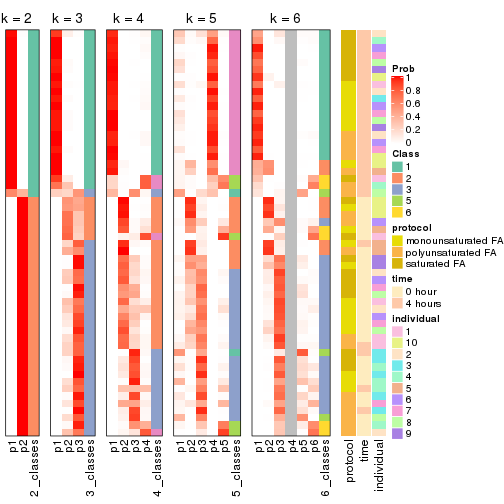 k = 2
k = 3
k = 4
k = 5
k = 6
p1
p2
2_classes
p1
p2
p3
3_classes
p1
p2
p3
p4
4_classes
p1
p2
p3
p4
p5
5_classes
p1
p2
p3
p4
p5
p6
6_classes
protocol
time
individual
Prob
1
0.8
0.6
0.4
0.2
0
Class
1
2
3
5
6
protocol
monounsaturated FA
polyunsaturated FA
saturated FA
time
0 hour
4 hours
individual
1
10
2
3
4
5
6
7
8
9